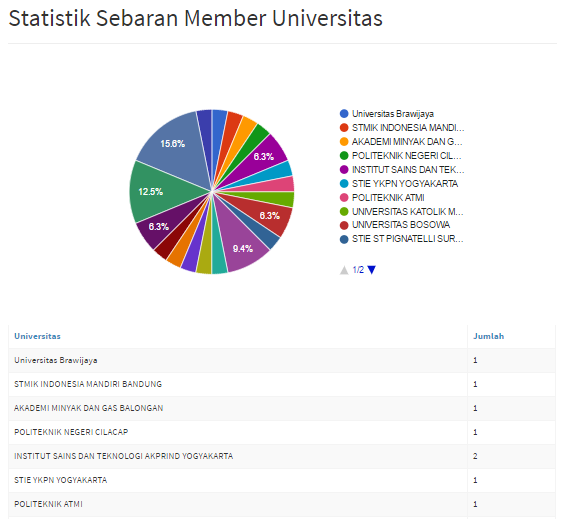 Statistik Sebaran Member Universitas
15.6%
6.3%
12.5%
6.3%
6.3%
9.4%
Universitas Brawijaya
STMIK INDONESIA MANDI...
AKADEMI MINYAK DAN G...
POLITEKNIK NEGERI CIL...
INSTITUT SAINS DAN TEK...
STIE YKPN YOGYAKARTA
POLITEKNIK ATMI
UNIVERSITAS KATOLIK M...
UNIVERSITAS BOSOWA
STIE ST PIGNATELLI SUR...
1/2
Universitas Jumlah
Universitas Brawijaya 1
STMIK INDONESIA MANDIRI BANDUNG 1
AKADEMI MINYAK DAN GAS BALONGAN 1
POLITEKNIK NEGERI CILACAP 1
INSTITUT SAINS DAN TEKNOLOGI AKPRIND YOGYAKARTA 2
STIE YKPN YOGYAKARTA 1
POLITEKNIK ATMI 1